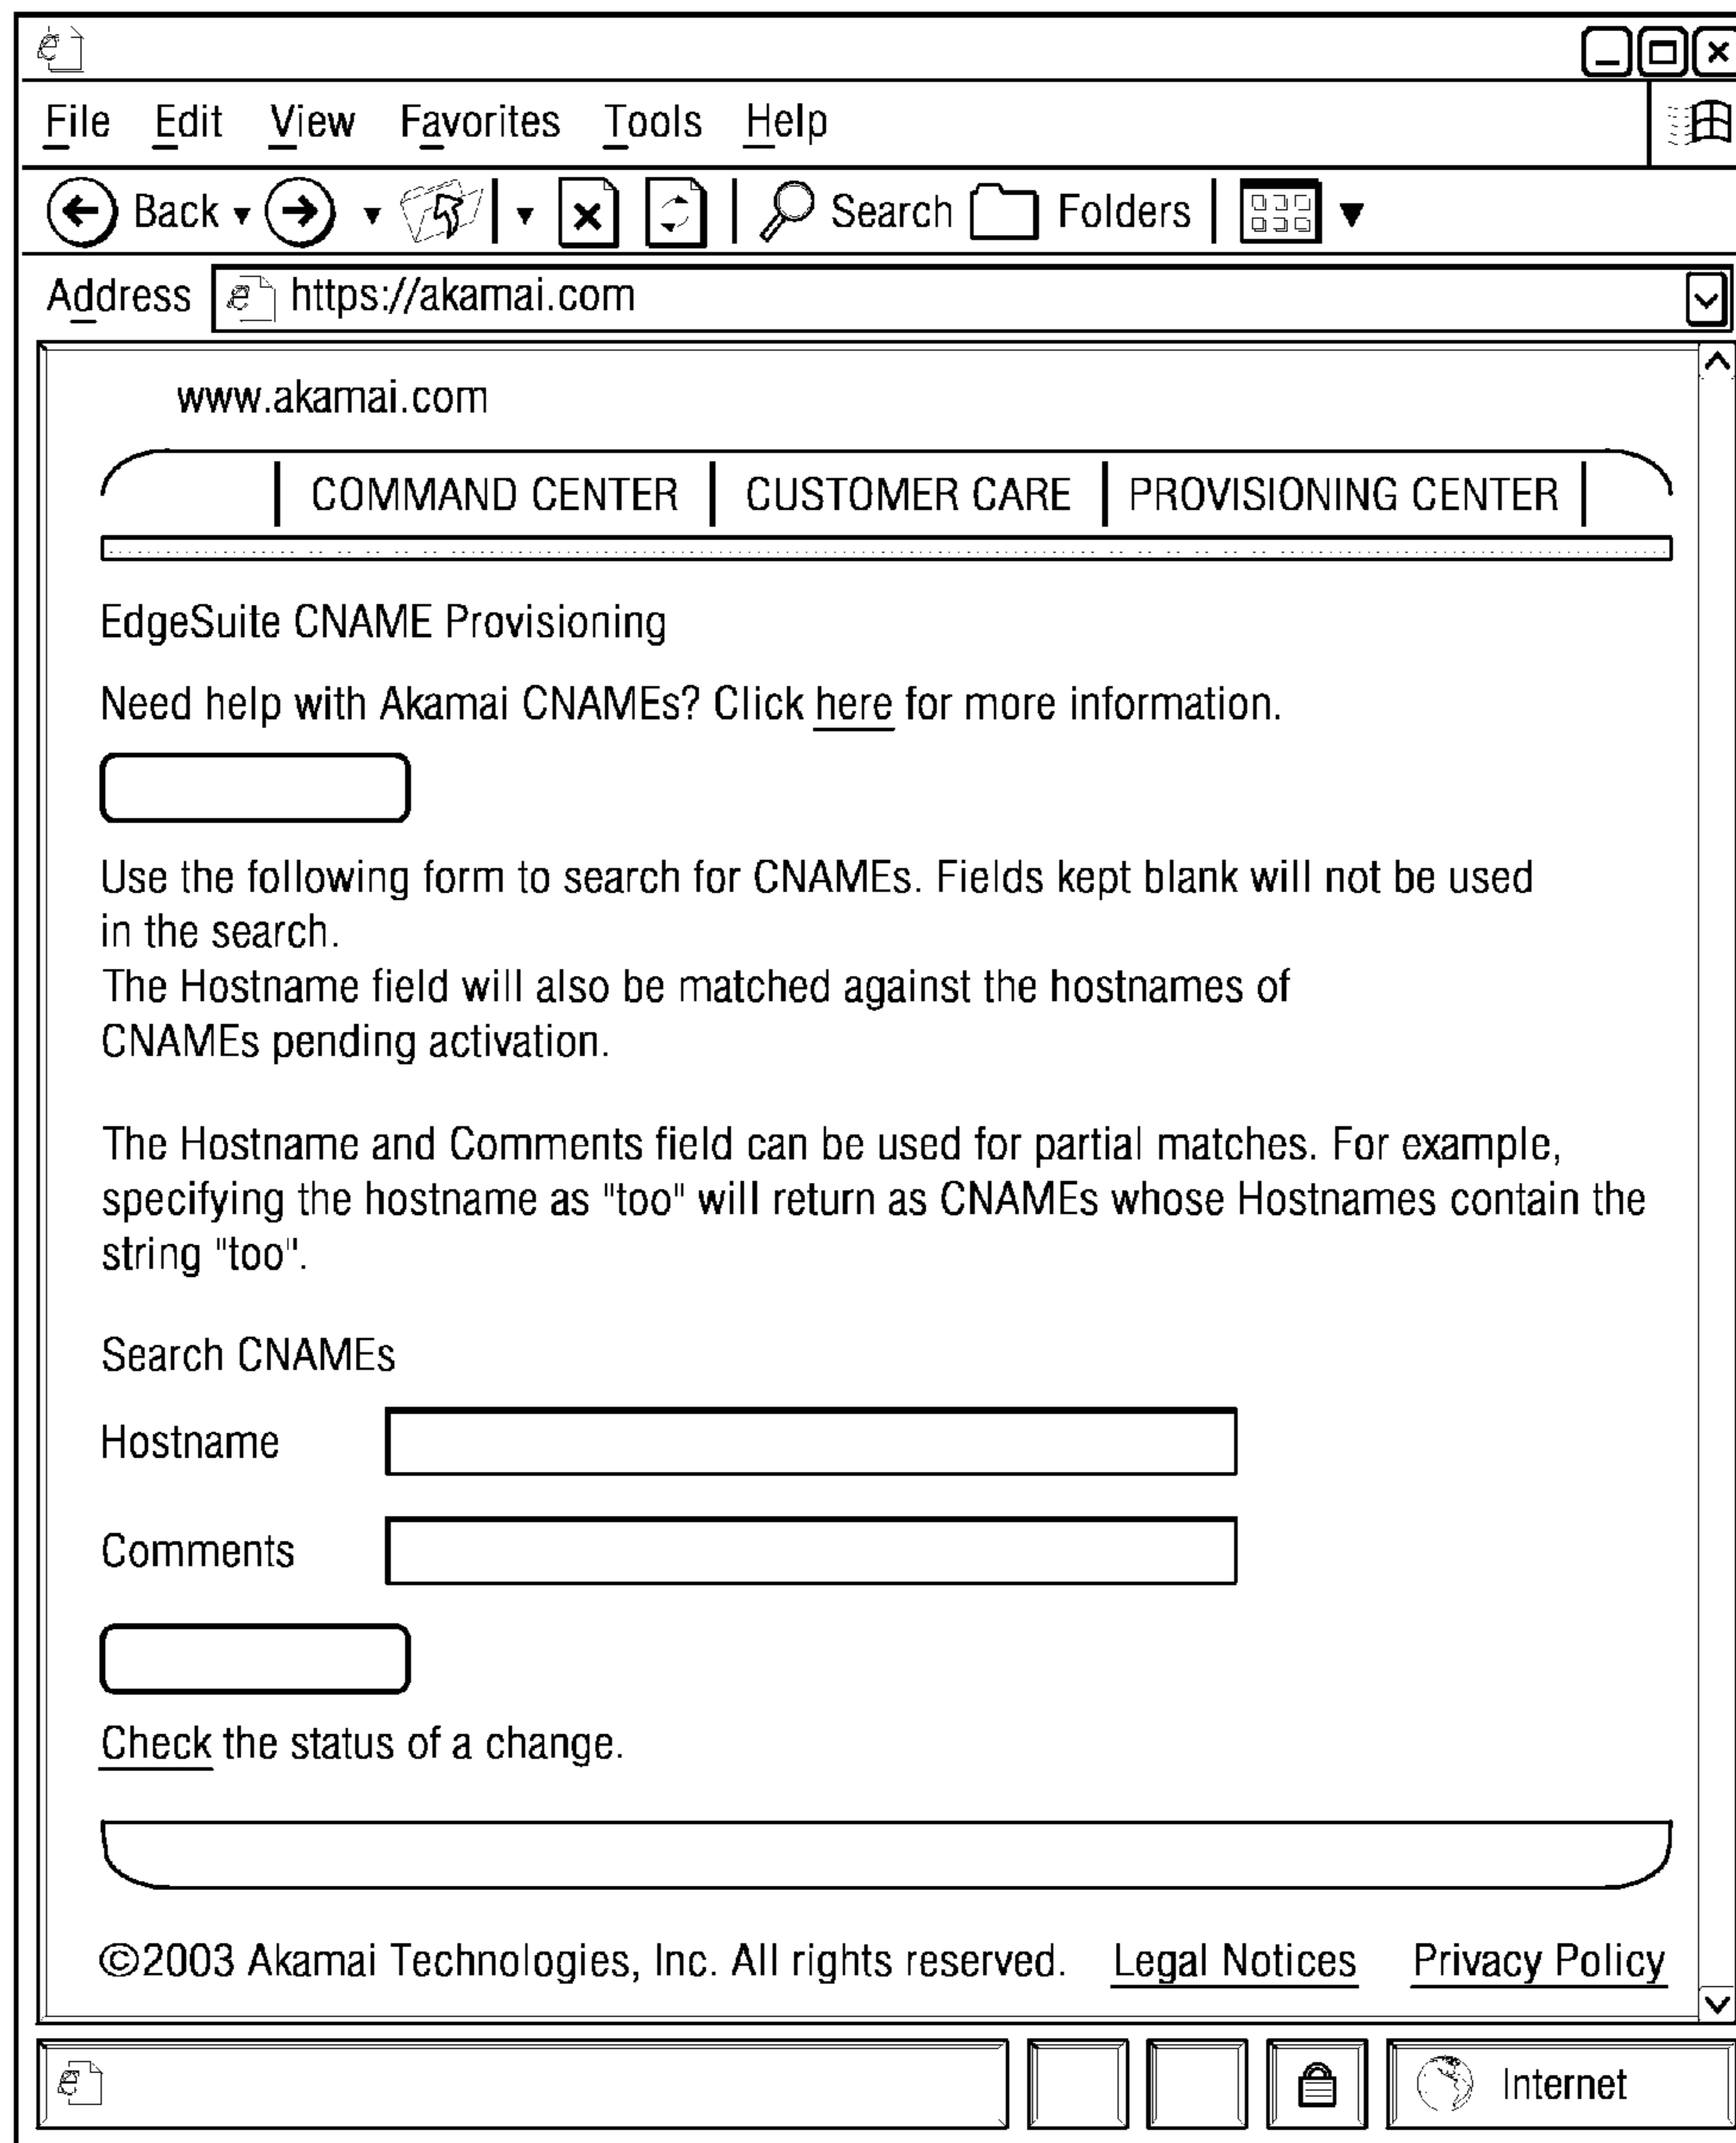 File Edit View Favorites Tools Help
Back Search Folders
Address https://akamai.com
www.akamai.com
COMMAND CENTER CUSTOMER CARE PROVISIONING CENTER
EdgeSuite CNAME Provisioning
Need help with Akamai CNAMEs? Click here for more information.
Use the following form to search for CNAMEs. Fields kept blank will not be used
in the search.
The Hostname field will also be matched against the hostnames of
CNAMEs pending activation.
The Hostname and Comments field can be used for partial matches. For example,
specifying the hostname as "too" will return as CNAMEs whose Hostnames contain the
string "too".
Search CNAMEs
Hostname
Comments
Check the status of a change.
©2003 Akamai Technologies, Inc. All rights reserved. Legal Notices Privacy Policy
Internet